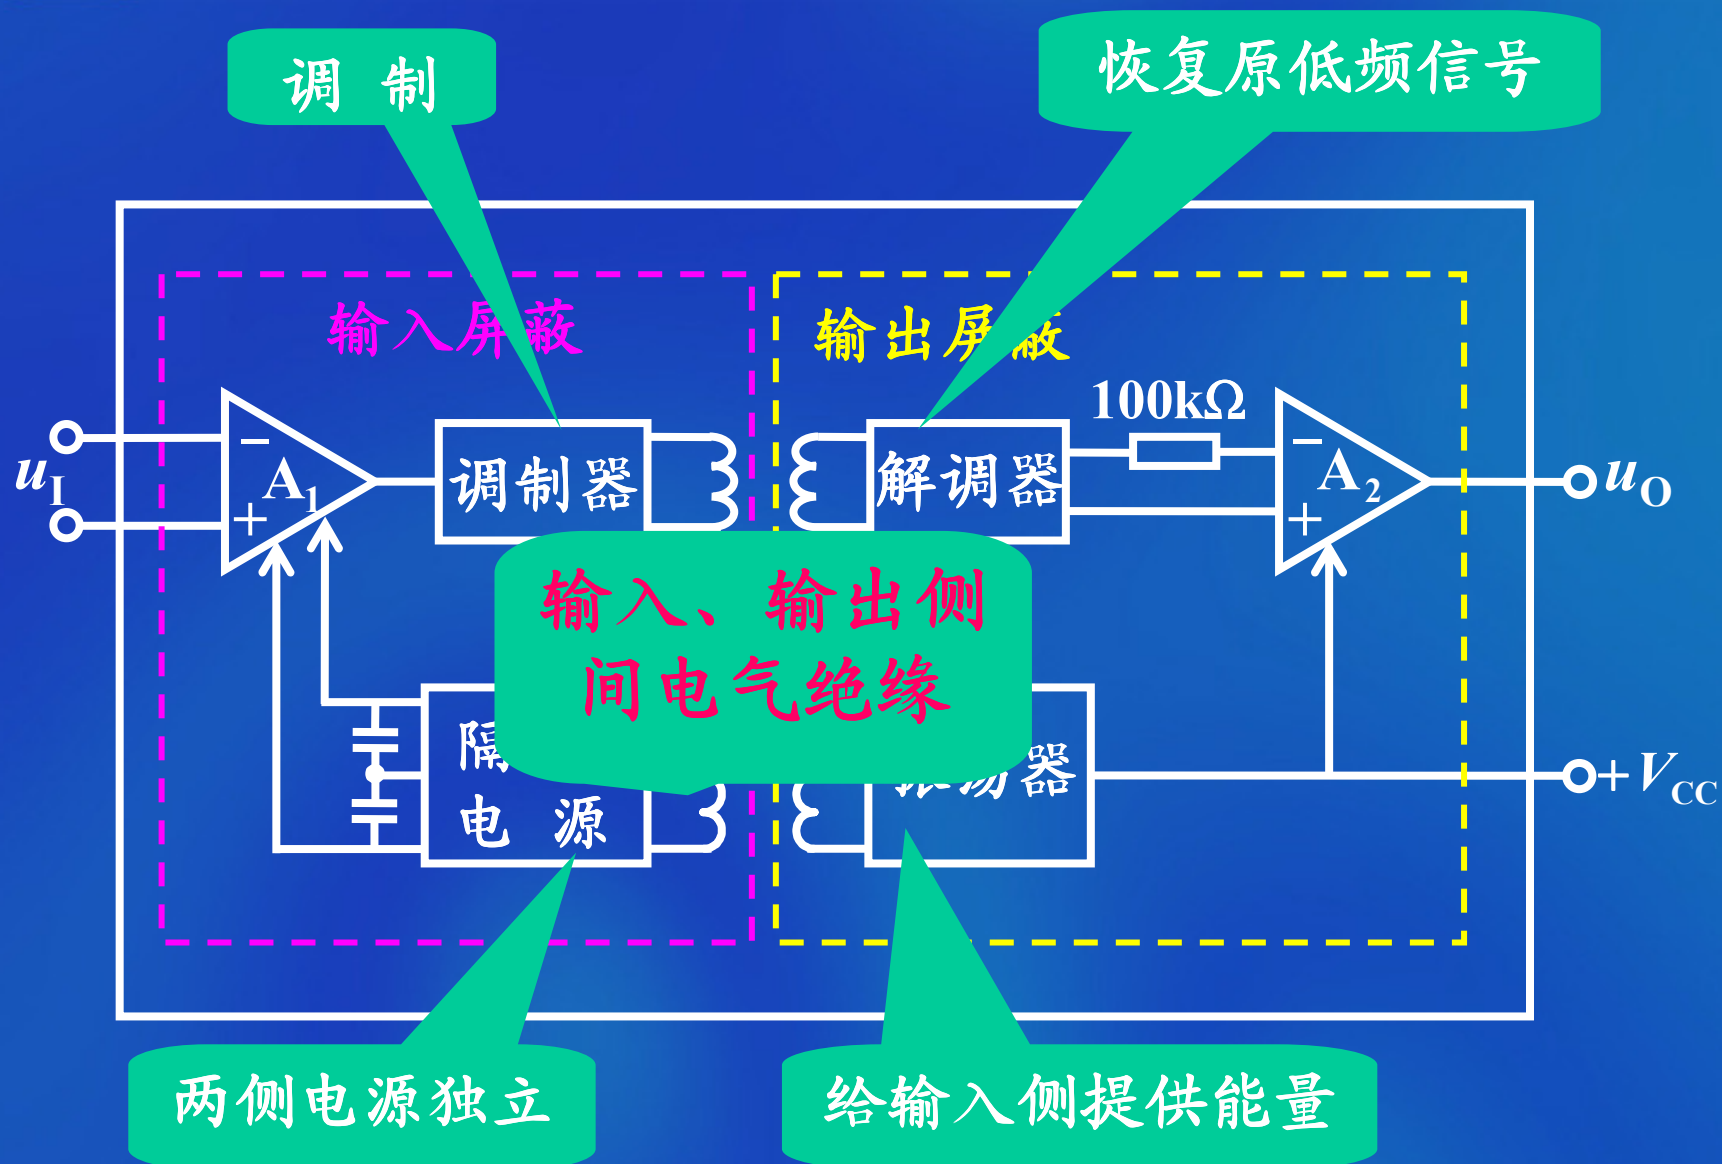 调 制
恢复原低频信号
输入屏蔽
输出屏蔽
100kΩ
uI
−
+
A1
调制器
解调器
−
+
A2
uO
输入、输出侧
间电气绝缘
电 源
器
+VCC
两侧电源独立
给输入侧提供能量